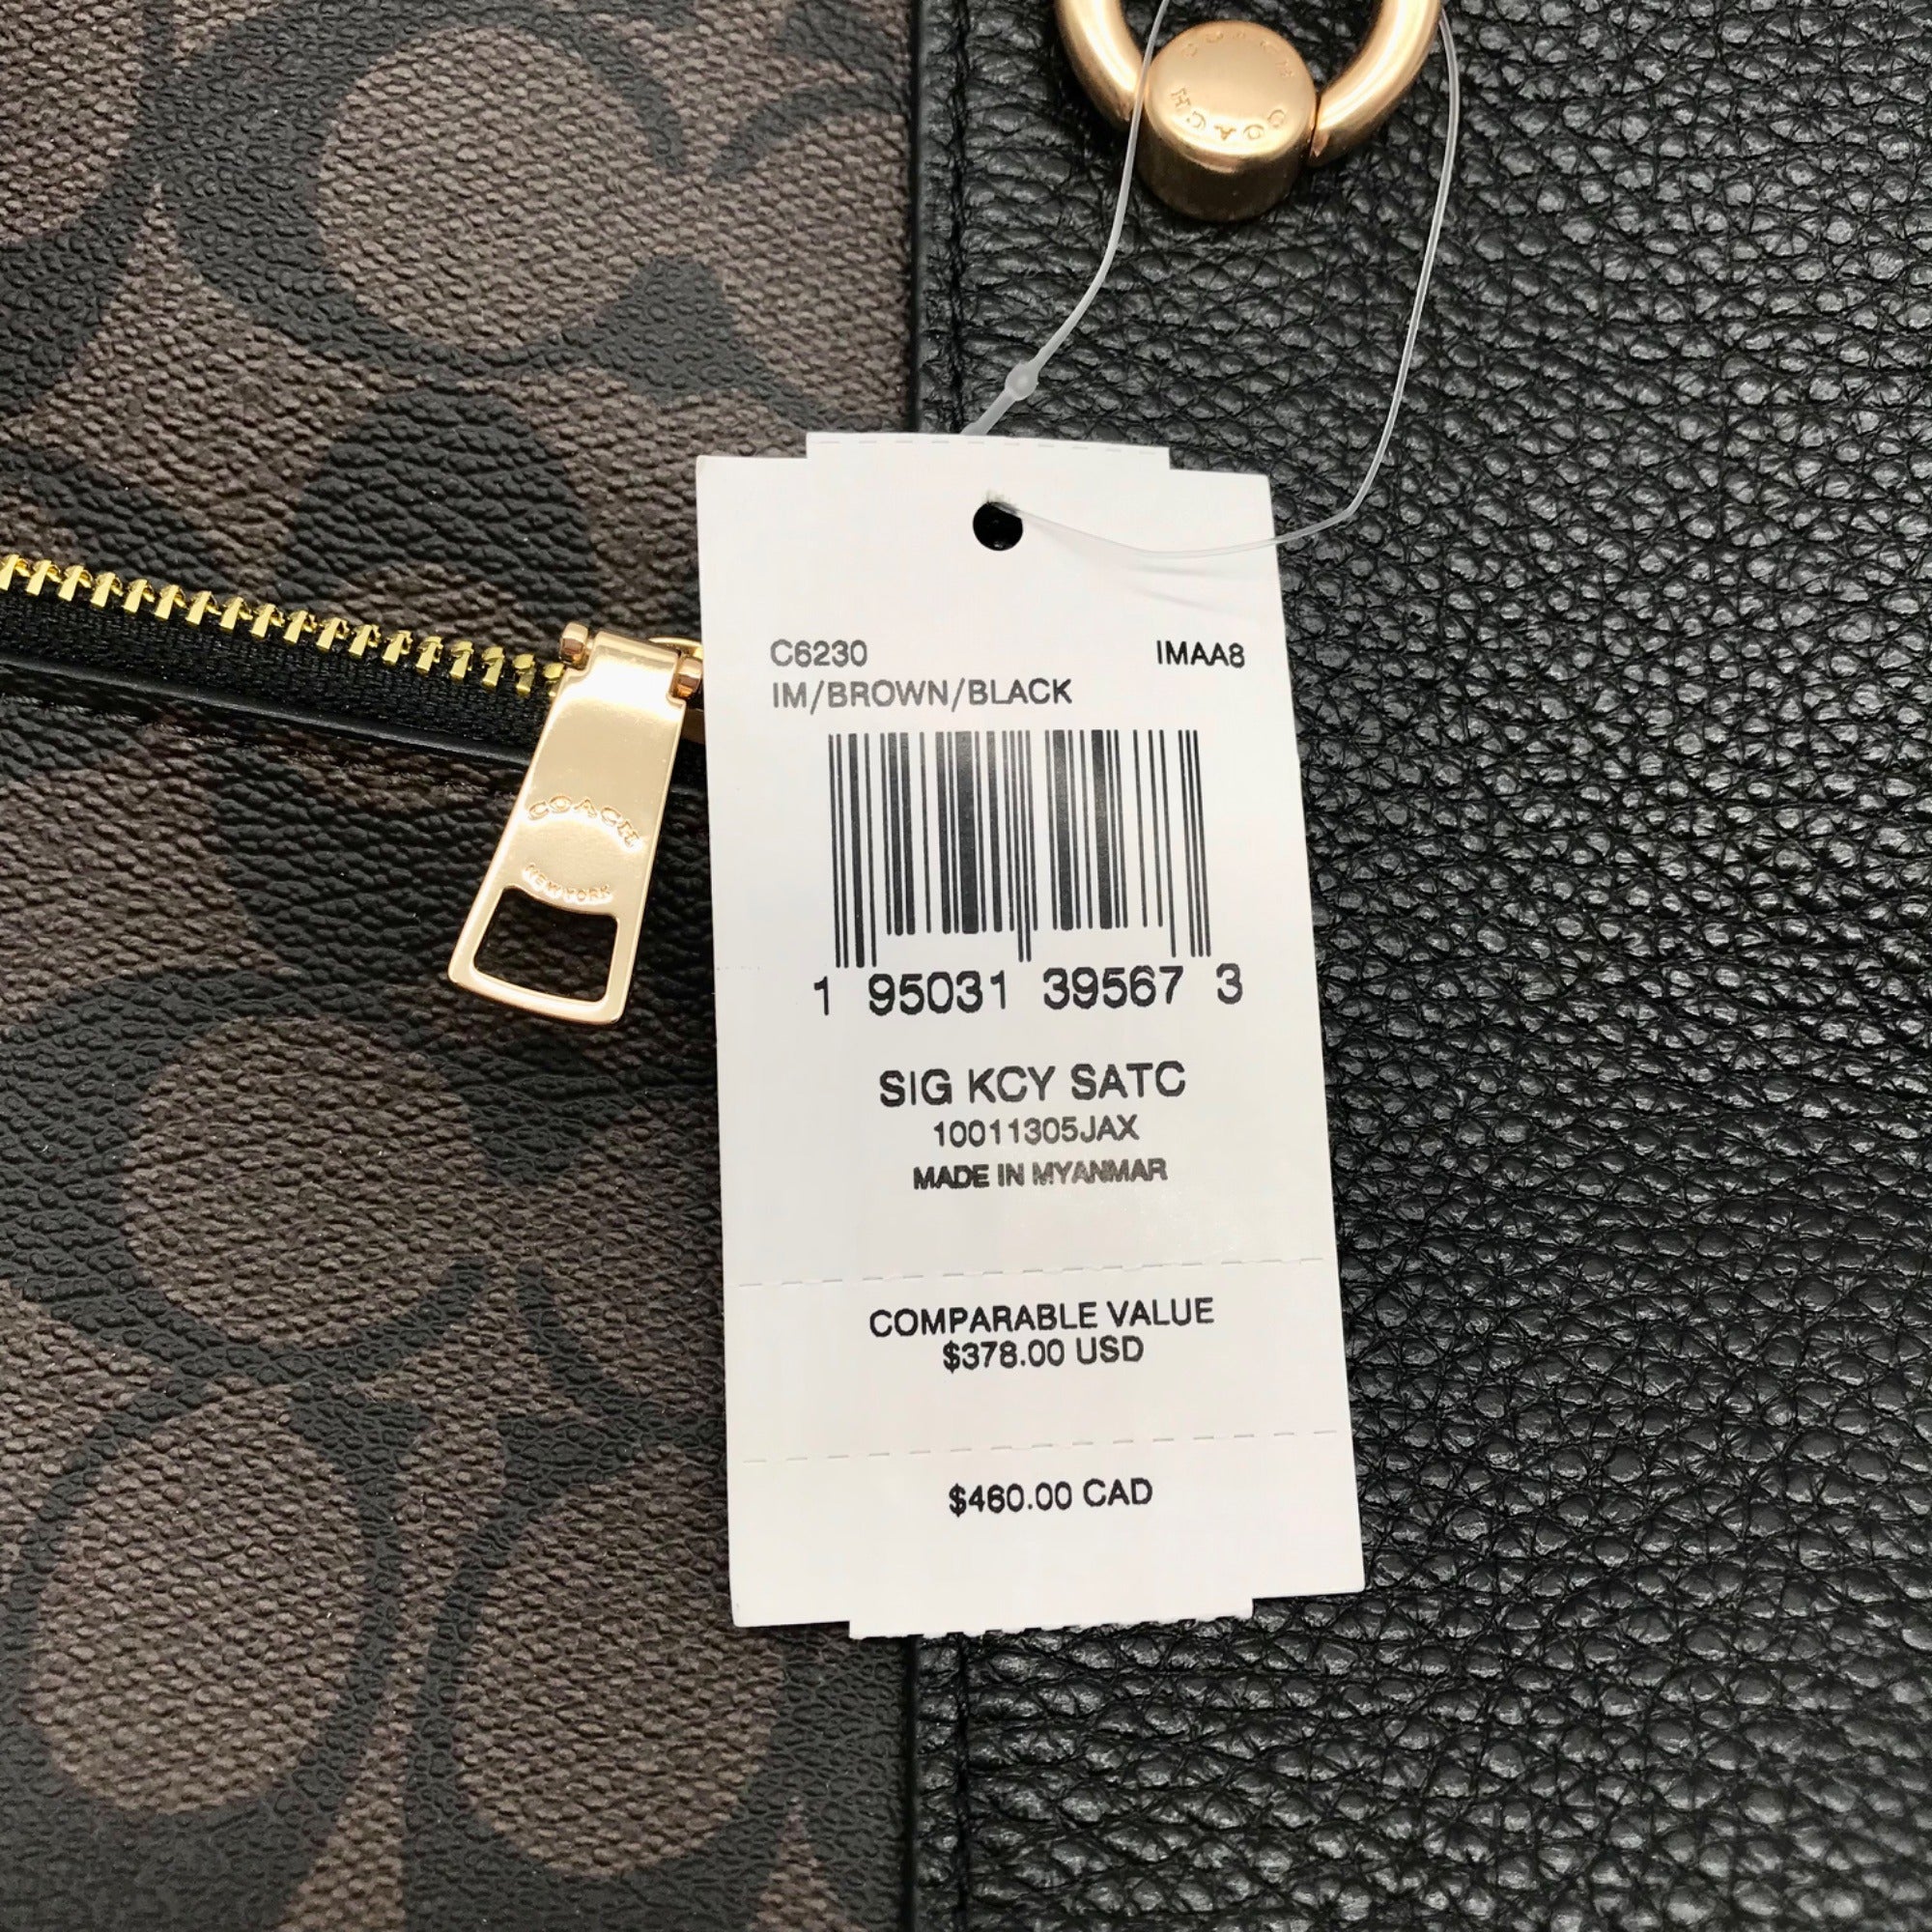 COACH
C6230 IMAA8
IM/BROWN/BLACK
COACH
NEW YORK
1 95031 39567 3
SIG KCY SATC
10011305JAX
MADE IN MYANMAR
COMPARABLE VALUE
$378.00 USD
$460.00 CAD